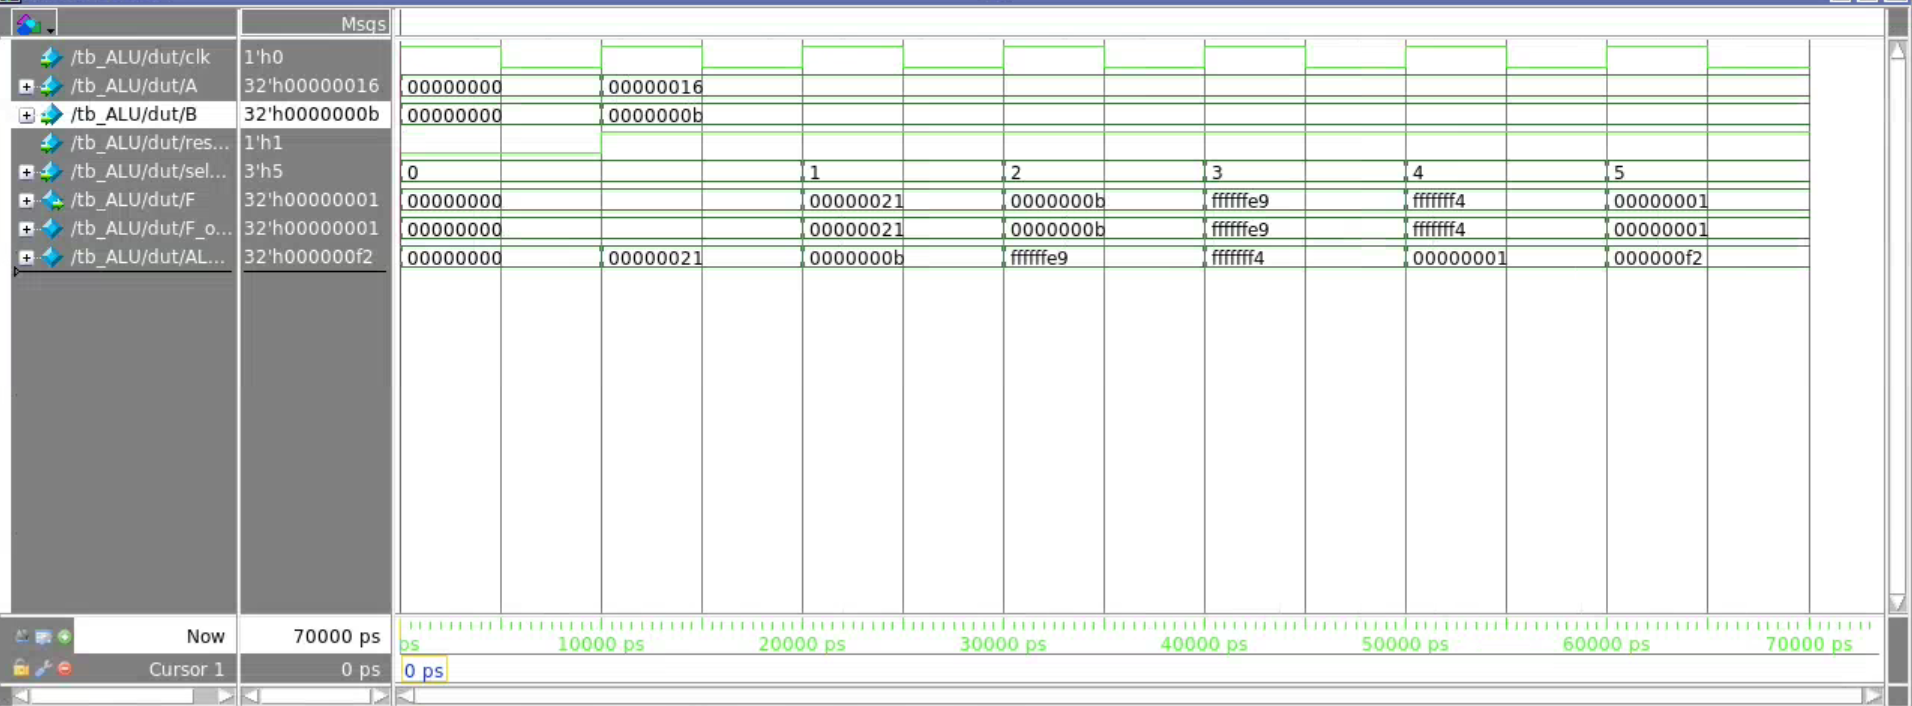 Msgs
/tb_ALU/dut/clk 1'h0
/tb_ALU/dut/A 32'h00000016 00000000 00000016
/tb_ALU/dut/B 32'h0000000b 00000000 0000000b
/tb_ALU/dut/res... 1'h1
/tb_ALU/dut/sel... 3'h5 0 1 2 3 4 5
/tb_ALU/dut/F 32'h00000001 00000000 00000021 0000000b ffffffe9 fffffff4 00000001
/tb_ALU/dut/F_o... 32'h00000001 00000000 00000021 0000000b ffffffe9 fffffff4 00000001
/tb_ALU/dut/AL... 32'h000000f2 00000000 00000021 0000000b ffffffe9 fffffff4 00000001 000000f2
Now 70000 ps ps 10000 ps 20000 ps 30000 ps 40000 ps 50000 ps 60000 ps 70000 ps
Cursor 1 0 ps 0 ps